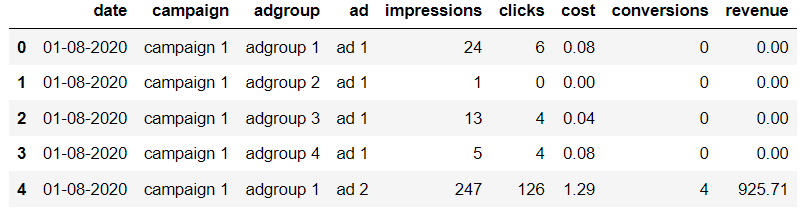 date campaign adgroup ad impressions clicks cost conversions revenue
0 01-08-2020 campaign 1 adgroup 1 ad 1 24 6 0.08 0 0.00
1 01-08-2020 campaign 1 adgroup 2 ad 1 1 0 0.00 0 0.00
2 01-08-2020 campaign 1 adgroup 3 ad 1 13 4 0.04 0 0.00
3 01-08-2020 campaign 1 adgroup 4 ad 1 5 4 0.08 0 0.00
4 01-08-2020 campaign 1 adgroup 1 ad 2 247 126 1.29 4 925.71